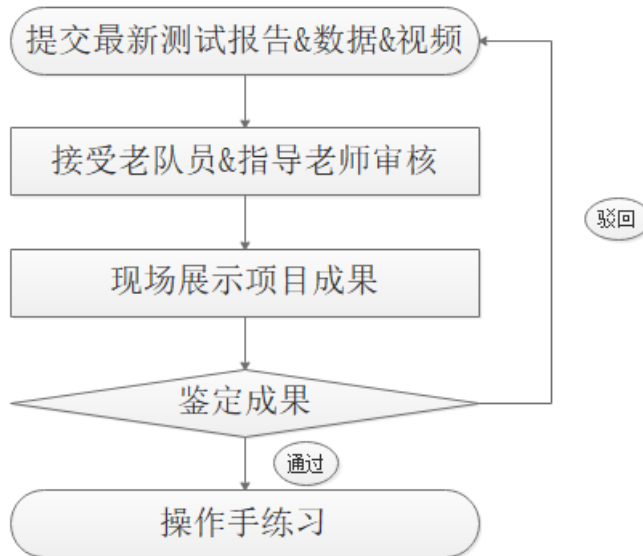 提交最新测试报告&数据&视频
接受老队员&指导老师审核
驳回
现场展示项目成果
鉴定成果
通过
操作手练习